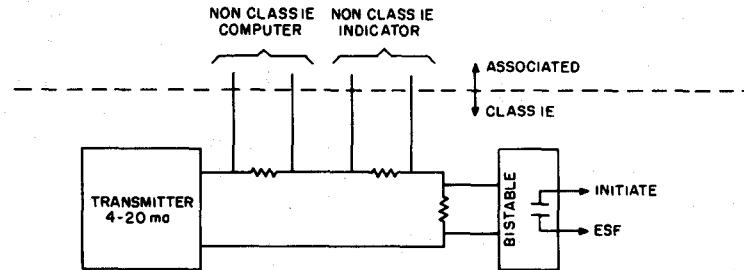 NON CLASS IE
COMPUTER
NON CLASS IE
INDICATOR
ASSOCIATED
CLASS IE
TRANSMITTER
4-20 ma
BISTABLE
INITIATE
ESF